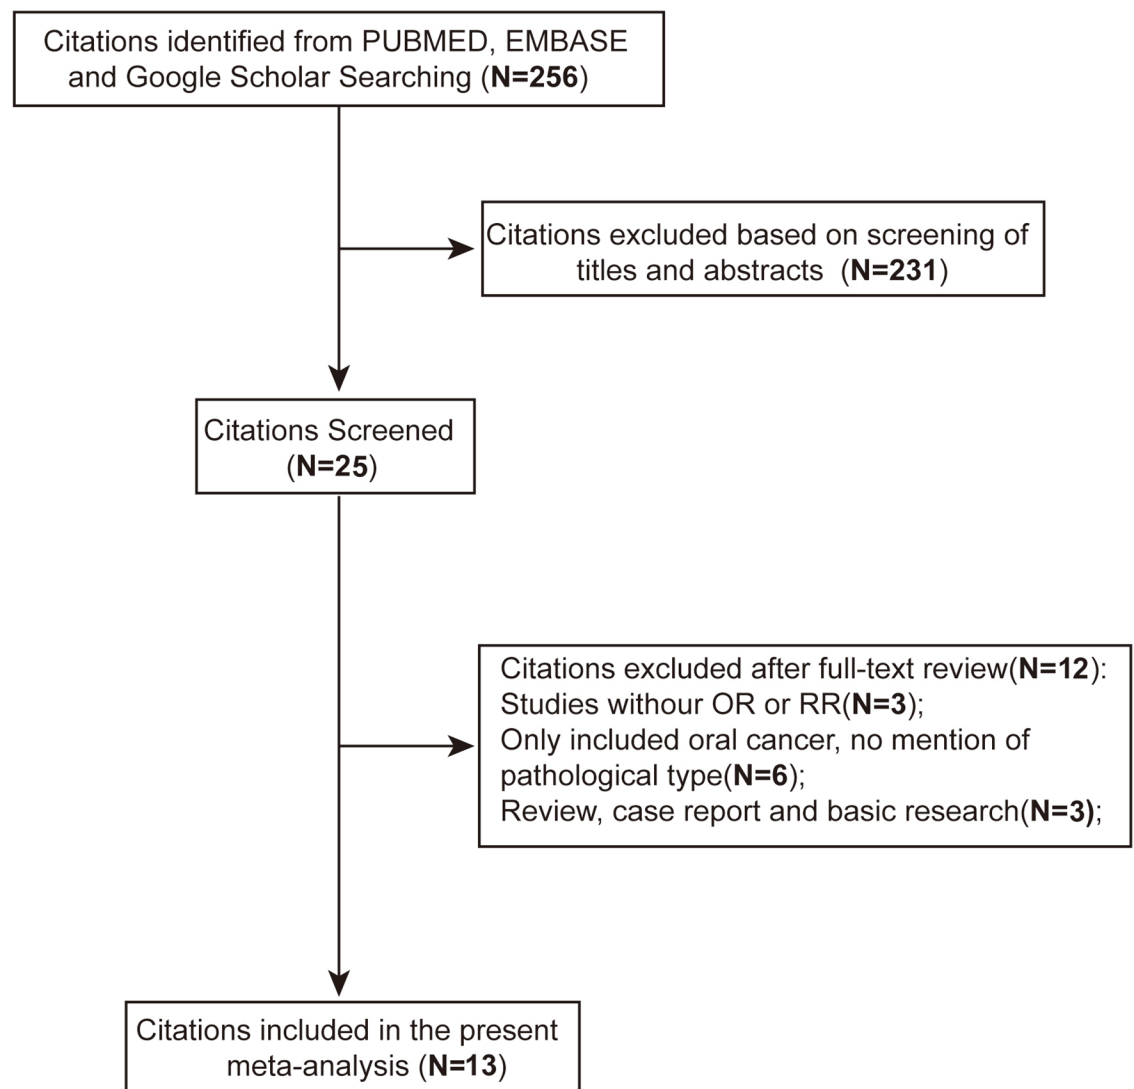 Citations identified from PUBMED, EMBASE
and Google Scholar Searching (N=256)
Citations excluded based on screening of
titles and abstracts (N=231)
Citations Screened
(N=25)
Citations excluded after full-text review(N=12):
Studies withour OR or RR(N=3);
Only included oral cancer, no mention of
pathological type(N=6);
Review, case report and basic research(N=3);
Citations included in the present
meta-analysis (N=13)